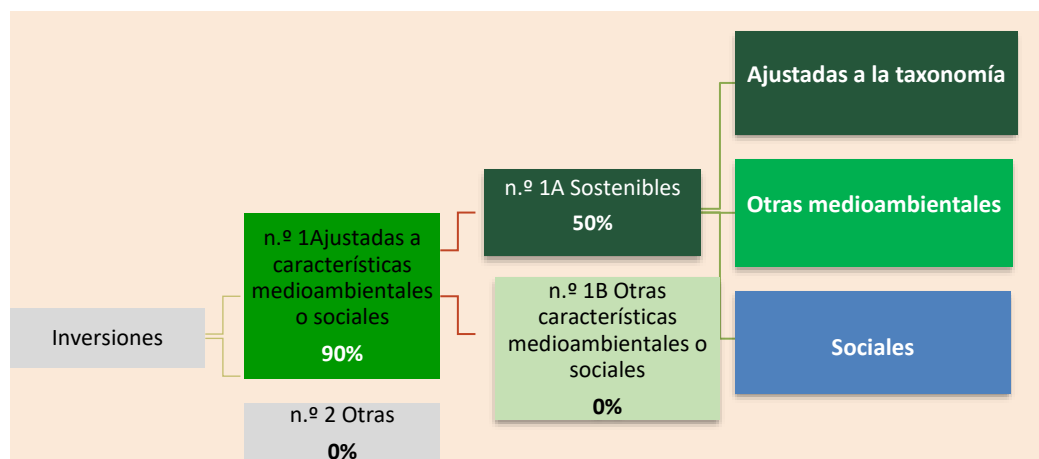 Inversiones
n.º 1Ajustadas a
características
medioambientales
o sociales
90%
n.º 2 Otras
0%
n.º 1A Sostenibles
50%
n.º 1B Otras
características
medioambientales o
sociales
0%
Ajustadas a la taxonomía
Otras medioambientales
Sociales